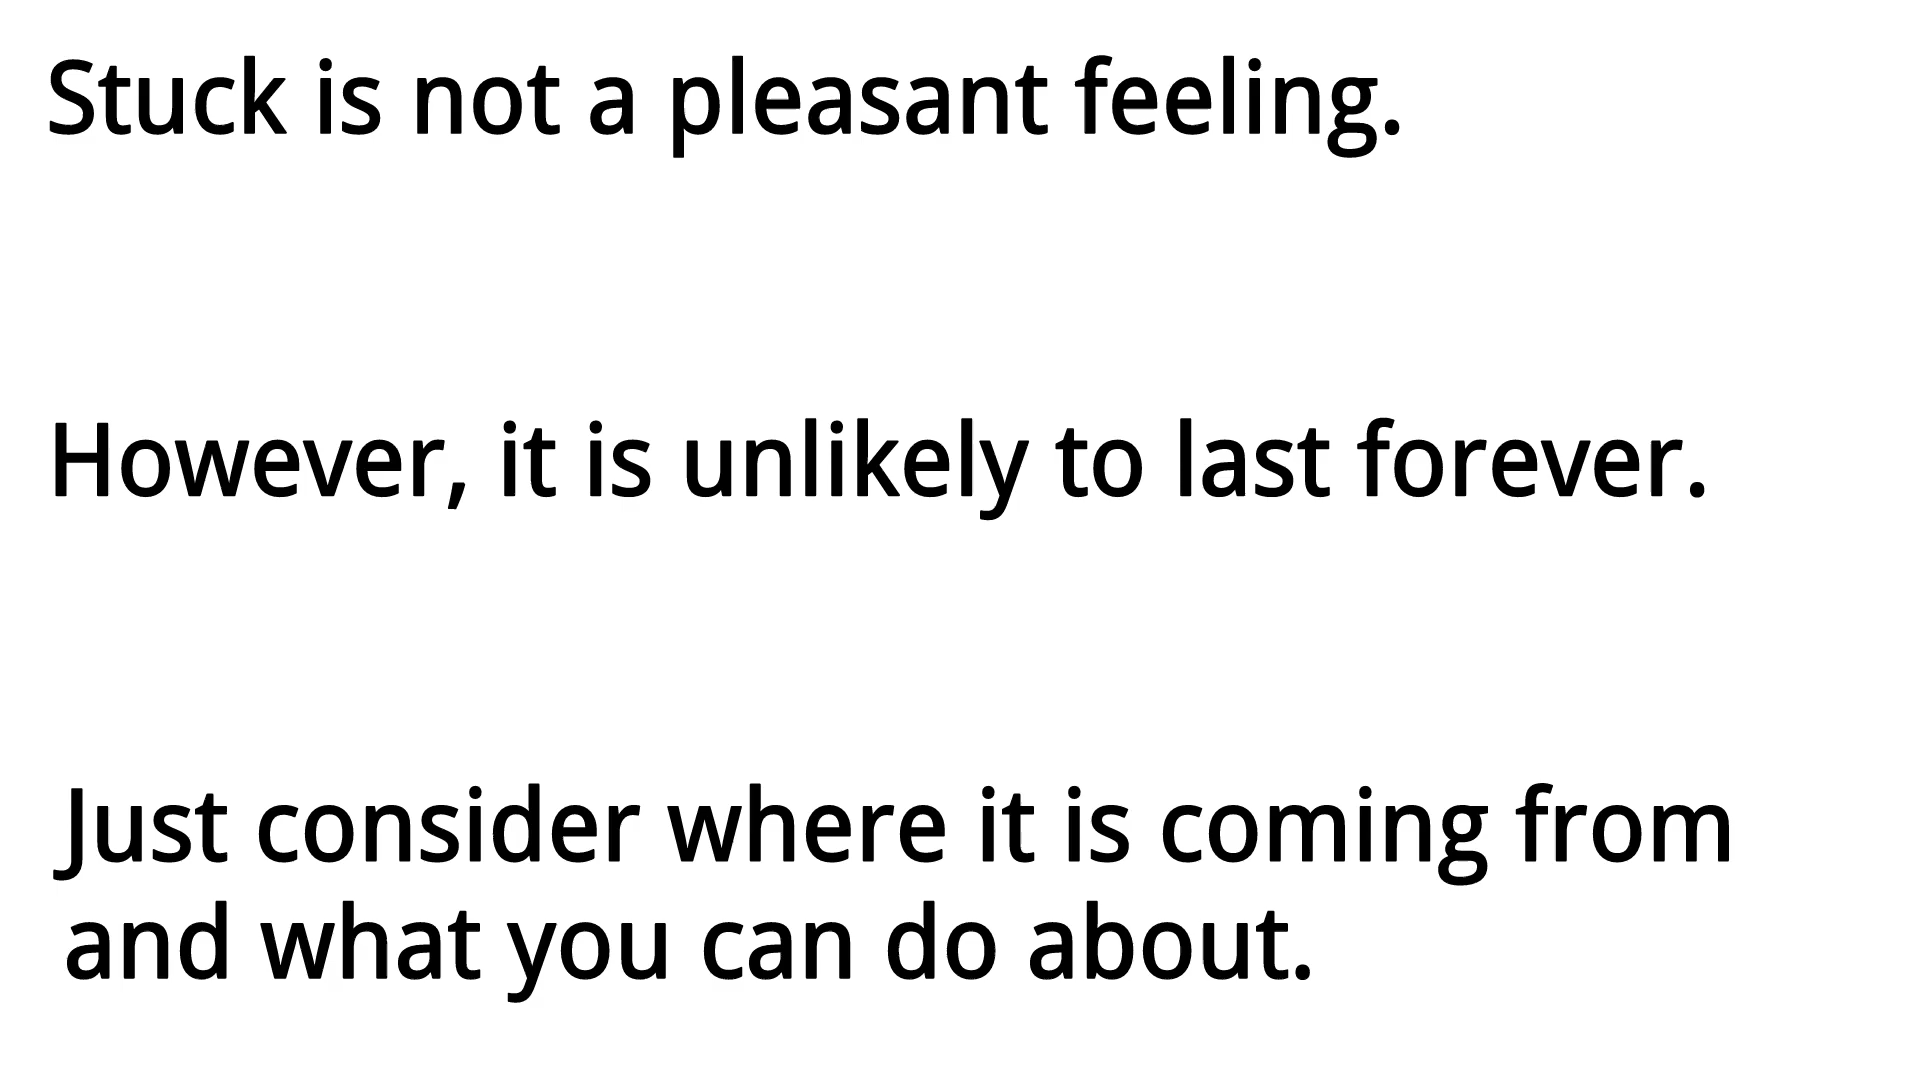 Stuck is not a pleasant feeling.
However, it is unlikely to last forever.
Just consider where it is coming from
and what you can do about.